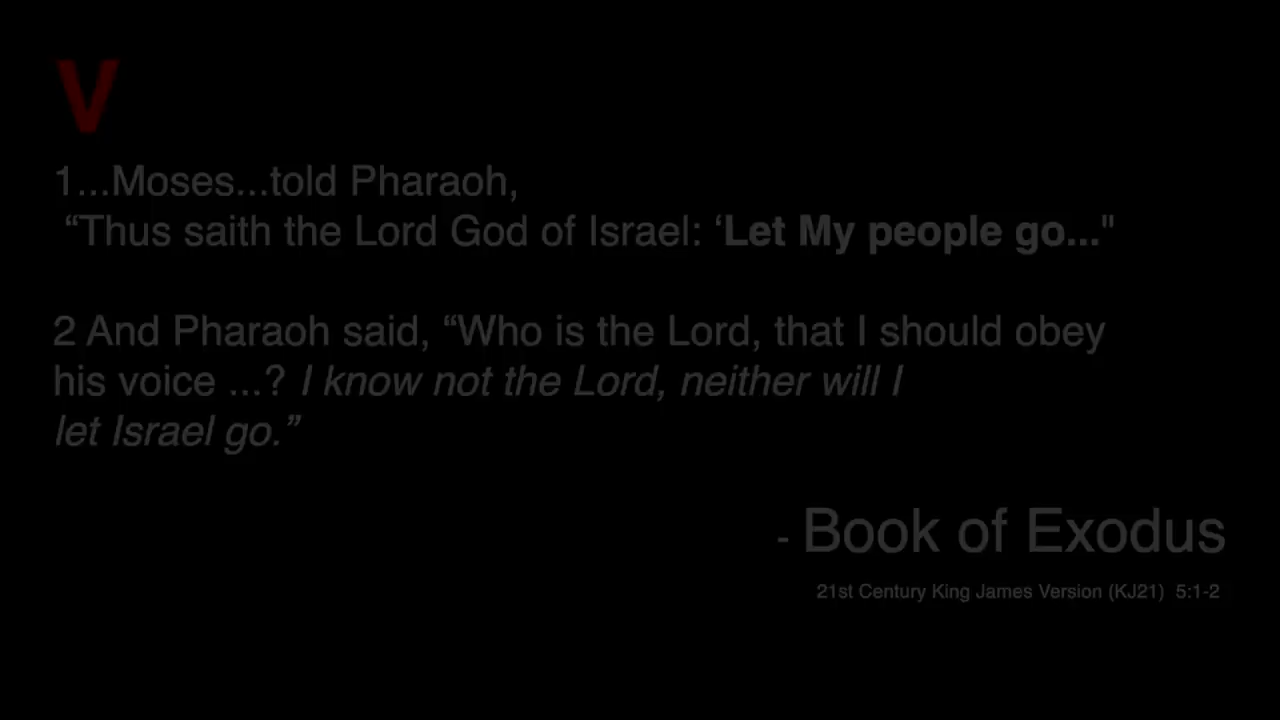 V
1...Moses...told Pharaoh,
“Thus saith the Lord God of Israel: ‘Let My people go..."
2 And Pharaoh said, “Who is the Lord, that I should obey
his voice ...? I know not the Lord, neither will I
let Israel go.”
- Book of Exodus
21st Century King James Version (KJ21) 5:1-2